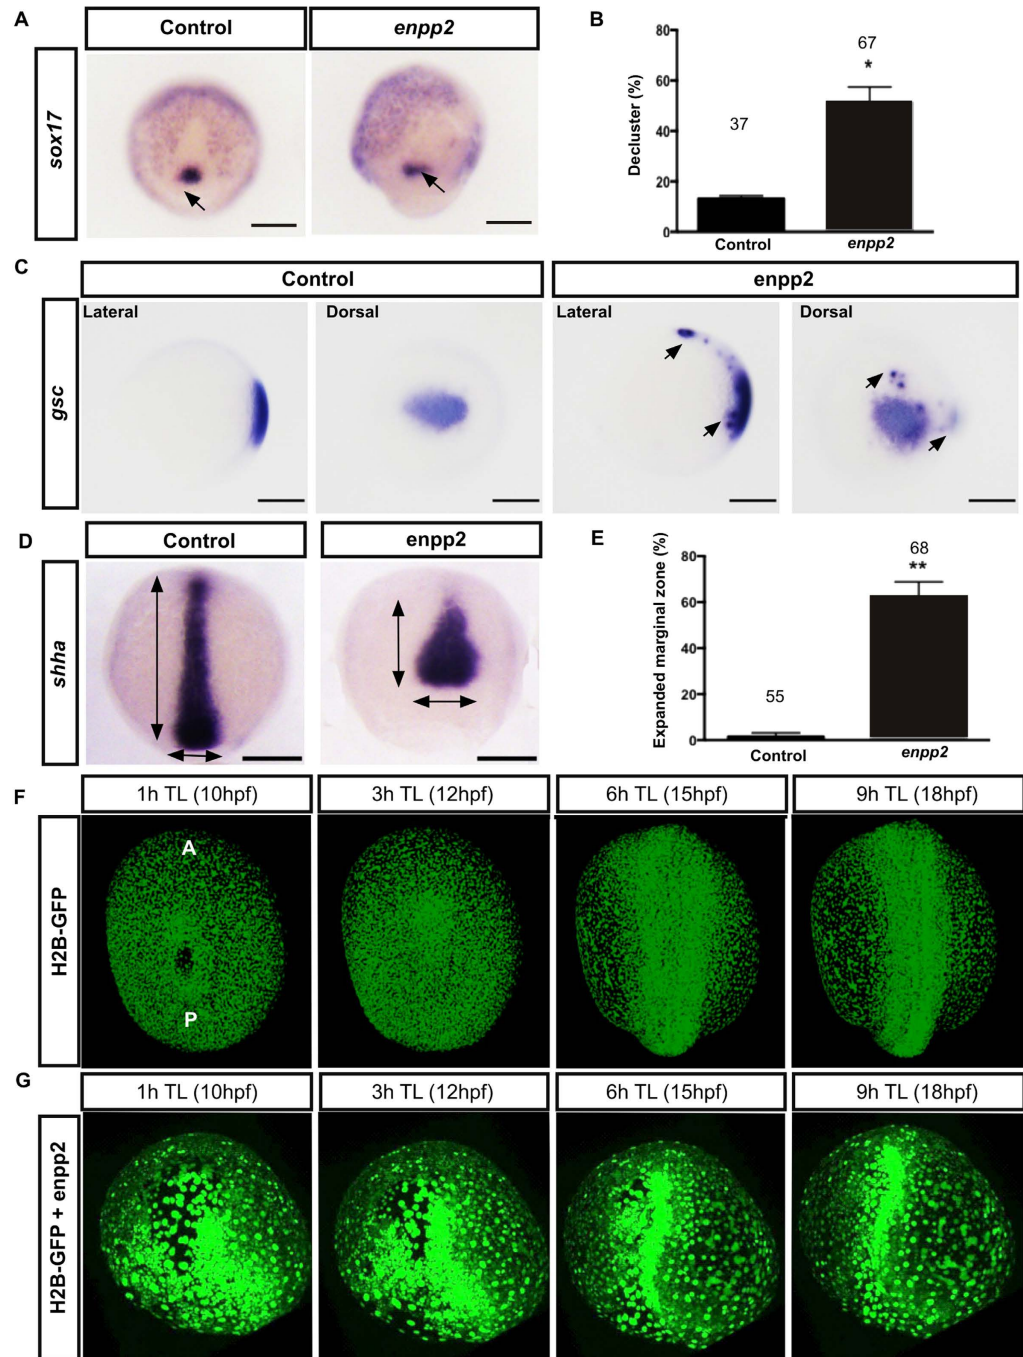 A
Control
enpp2
sox17
B
Decluster (%)
80
60
40
20
0
37
67
*
Control
enpp2
C
Control
enpp2
gsc
Lateral
Dorsal
Lateral
Dorsal
D
Control
enpp2
shha
E
Expanded marginal zone (%)
80
60
40
20
0
55
68
**
Control
enpp2
F
1h TL (10hpf)
3h TL (12hpf)
6h TL (15hpf)
9h TL (18hpf)
H2B-GFP
A
P
G
1h TL (10hpf)
3h TL (12hpf)
6h TL (15hpf)
9h TL (18hpf)
H2B-GFP + enpp2